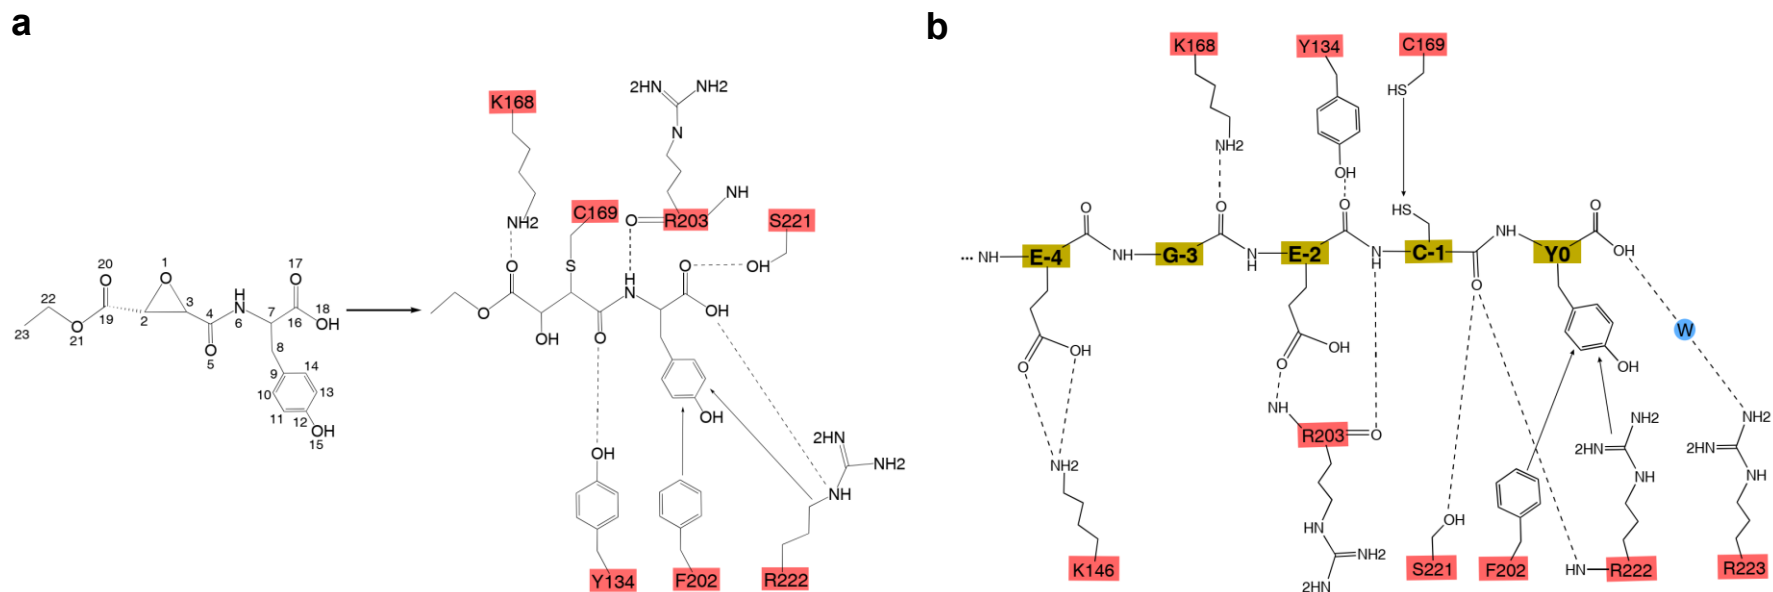 a
K168
2HN
NH2
N
NH
NH2
C169
O
R203
S221
O
S
O
OH
H
N
O
OH
O
OH
OH
O
OH
Y134
F202
2HN
NH2
NH
R222
20
O
1
O
17
O
22
19
2
3
H
N
6
7
18
OH
23
O
21
4
16
O
5
8
9
14
10
13
11
12
OH
15
b
K168
Y134
C169
NH2
OH
HS
HS
O
O
O
O
... NH
E-4
NH
G-3
N
H
E-2
N
H
C-1
NH
Y0
OH
O
O
OH
O
OH
OH
W
NH
R203
O
NH2
HN
NH2
2HN
OH
NH2
2HN
NH
NH2
2HN
NH
K146
S221
F202
HN
R222
R223